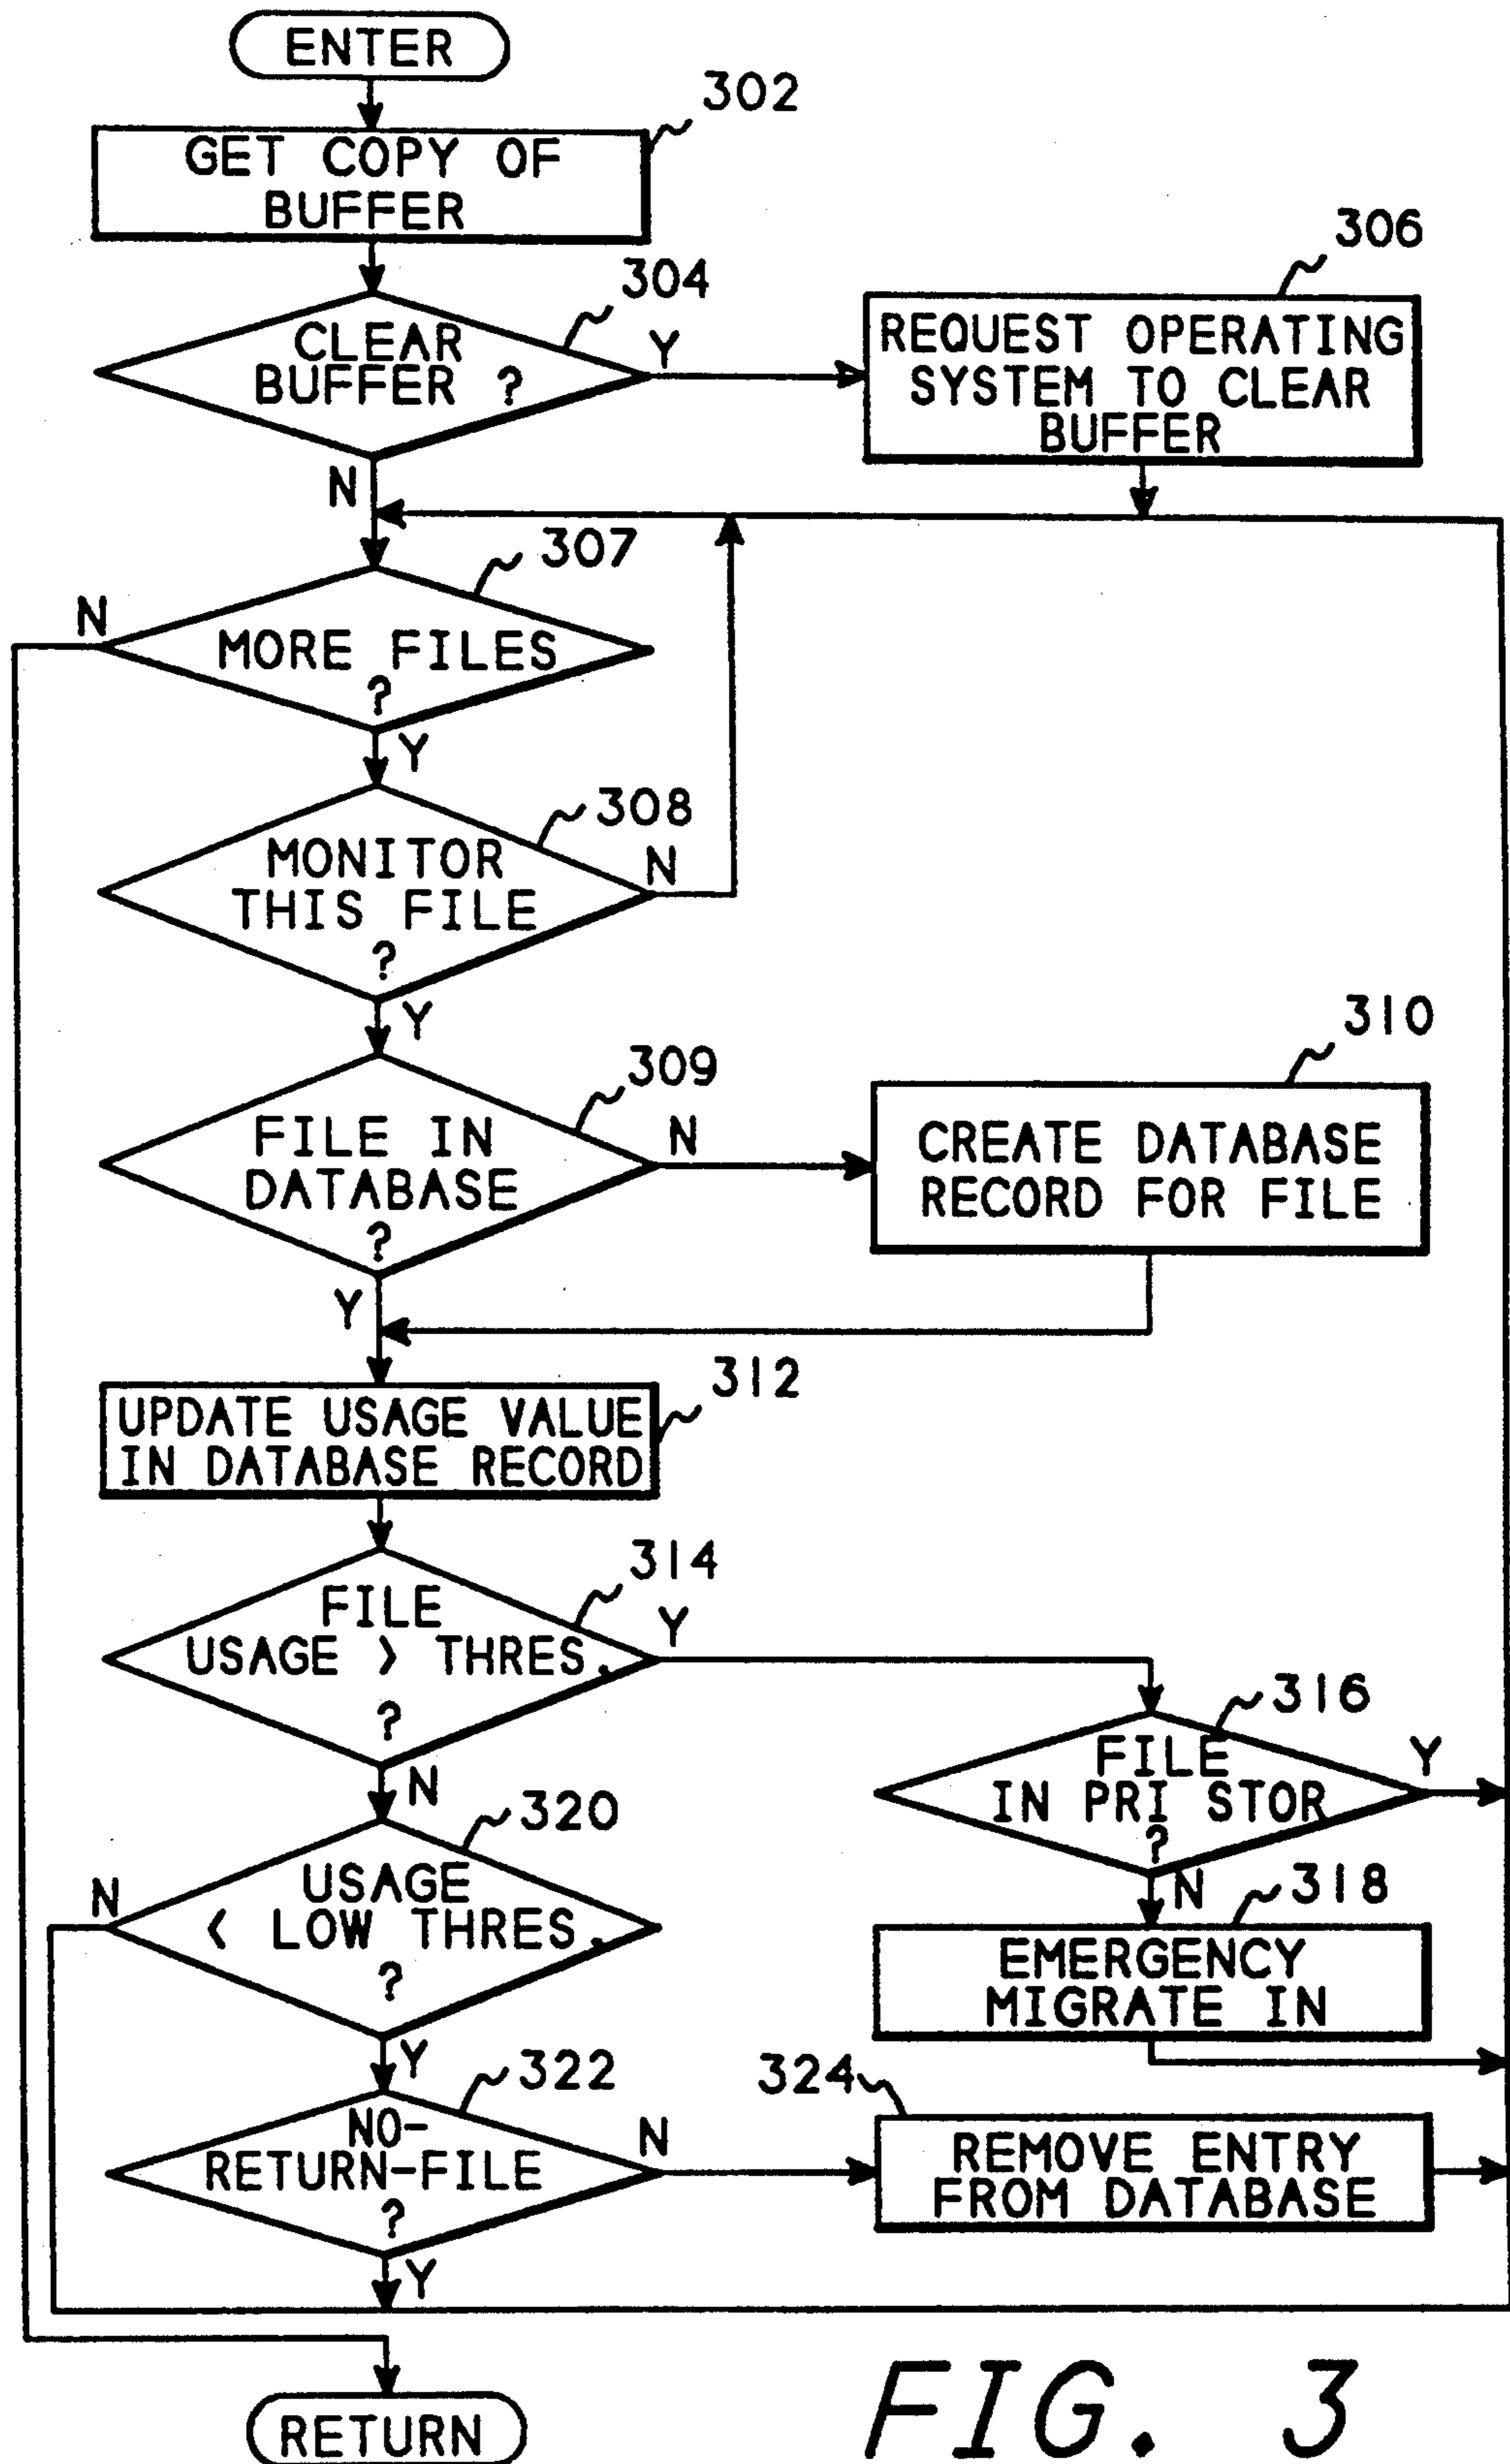 ENTER
302
GET COPY OF
BUFFER
304
CLEAR
BUFFER ?
Y
N
306
REQUEST OPERATING
SYSTEM TO CLEAR
BUFFER
307
N
MORE FILES
?
Y
308
MONITOR
THIS FILE
?
N
Y
309
FILE IN
DATABASE
?
N
Y
310
CREATE DATABASE
RECORD FOR FILE
312
UPDATE USAGE VALUE
IN DATABASE RECORD
314
FILE
USAGE > THRES.
?
Y
N
316
FILE
IN PRI STOR
?
Y
N
318
EMERGENCY
MIGRATE IN
320
N
USAGE
< LOW THRES.
?
Y
322
NO-
RETURN-FILE
?
N
Y
324
REMOVE ENTRY
FROM DATABASE
RETURN
FIG. 3